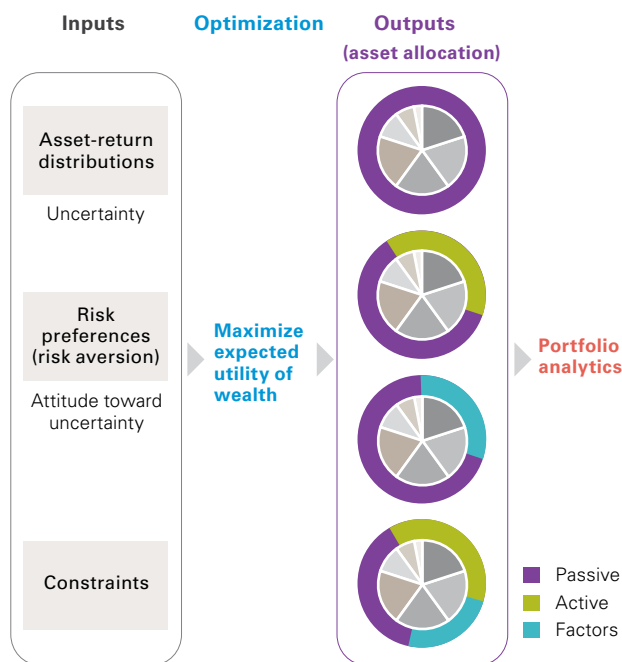 Inputs
Optimization
Outputs
(asset allocation)
Asset-return
distributions
Uncertainty
Risk
preferences
(risk aversion)
Attitude toward
uncertainty
Constraints
Maximize
expected
utility of
wealth
Portfolio
analytics
Passive
Active
Factors